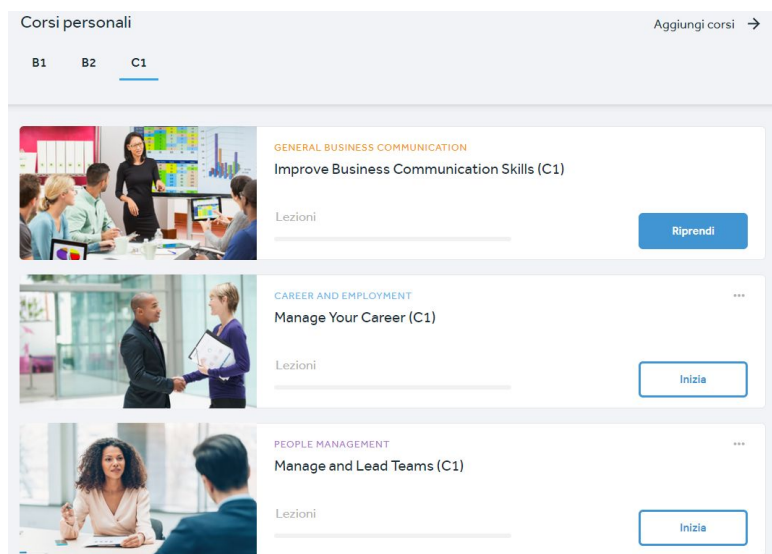 Corsi personali
Aggiungi corsi →
B1 B2 C1
GENERAL BUSINESS COMMUNICATION
Improve Business Communication Skills (C1)
Lezioni
Riprendi
CAREER AND EMPLOYMENT
Manage Your Career (C1)
Lezioni
Inizia
PEOPLE MANAGEMENT
Manage and Lead Teams (C1)
Lezioni
Inizia